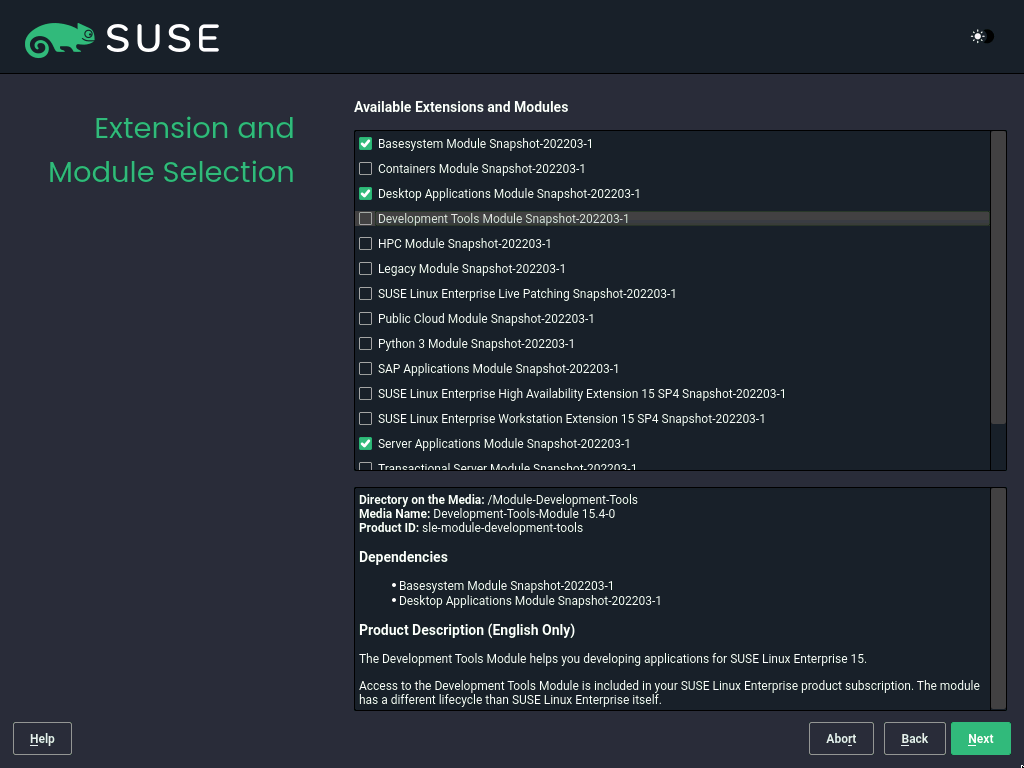 SUSE
Extension and
Module Selection
Available Extensions and Modules
Basesystem Module Snapshot-202203-1
Containers Module Snapshot-202203-1
Desktop Applications Module Snapshot-202203-1
Development Tools Module Snapshot-202203-1
HPC Module Snapshot-202203-1
Legacy Module Snapshot-202203-1
SUSE Linux Enterprise Live Patching Snapshot-202203-1
Public Cloud Module Snapshot-202203-1
Python 3 Module Snapshot-202203-1
SAP Applications Module Snapshot-202203-1
SUSE Linux Enterprise High Availability Extension 15 SP4 Snapshot-202203-1
SUSE Linux Enterprise Workstation Extension 15 SP4 Snapshot-202203-1
Server Applications Module Snapshot-202203-1
Transactional Server Module Snapshot-202203-1
Directory on the Media: /Module-Development-Tools
Media Name: Development-Tools-Module 15.4-0
Product ID: sle-module-development-tools
Dependencies
• Basesystem Module Snapshot-202203-1
• Desktop Applications Module Snapshot-202203-1
Product Description (English Only)
The Development Tools Module helps you developing applications for SUSE Linux Enterprise 15.
Access to the Development Tools Module is included in your SUSE Linux Enterprise product subscription. The module
has a different lifecycle than SUSE Linux Enterprise itself.
Help
Abort
Back
Next